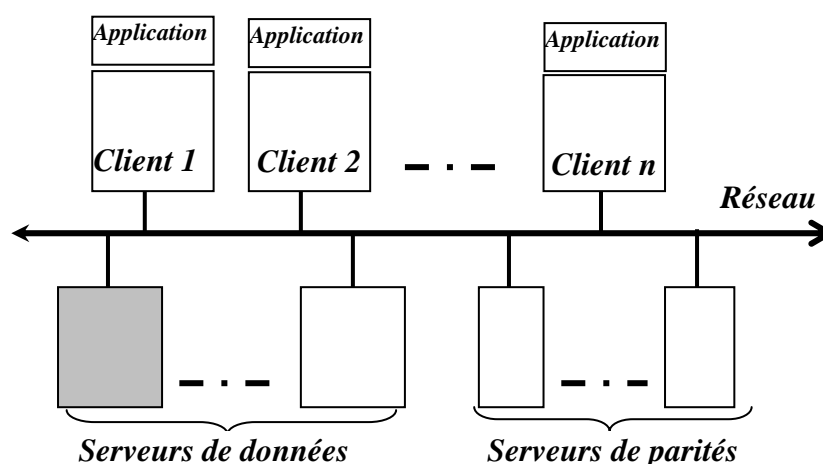 Application
Application
Application
Client 1
Client 2
Client n
Réseau
Serveurs de données
Serveurs de parités